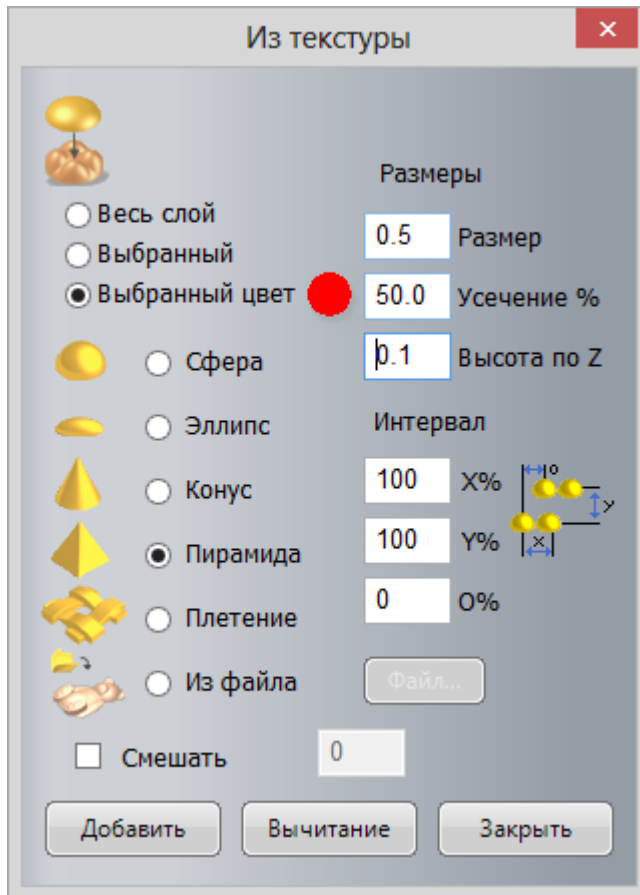 Из текстуры
Размеры
Весь слой
Выбранный
Выбранный цвет
0.5 Размер
50.0 Усечение %
0.1 Высота по Z
Сфера
Эллипс
Конус
Пирамида
Плетение
Из файла
Интервал
100 X%
100 Y%
0 O%
o
y
x
Файл...
Смешать 0
Добавить Вычитание Закрыть